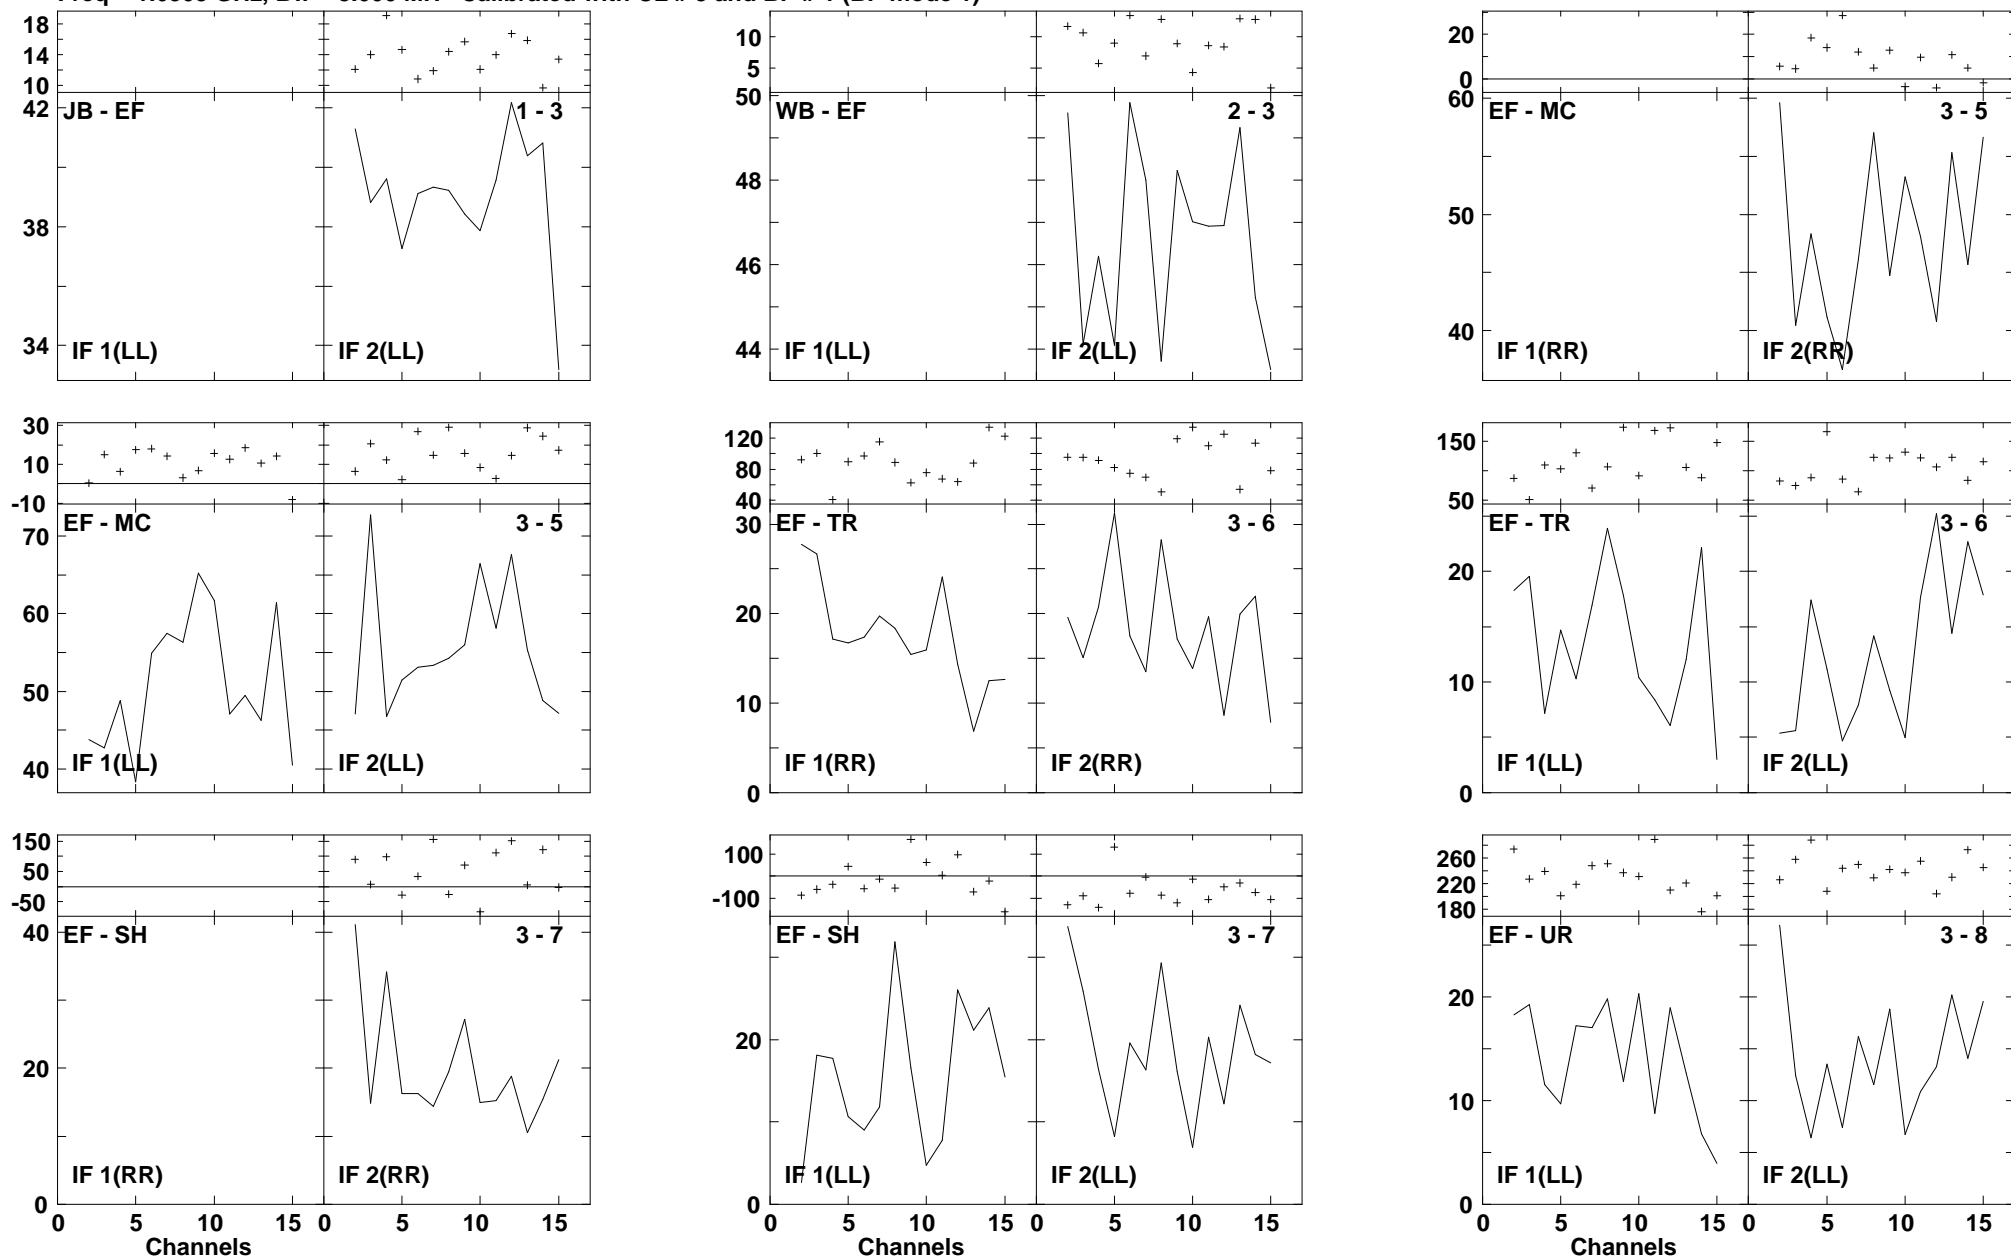 18
14
10
JB - EF
1 - 3
42
38
34
IF 1(LL)
IF 2(LL)
10
5
WB - EF
2 - 3
50
48
46
44
IF 1(LL)
IF 2(LL)
20
0
EF - MC
3 - 5
60
50
40
IF 1(RR)
IF 2(RR)
30
10
-10
EF - MC
3 - 5
70
60
50
40
IF 1(LL)
IF 2(LL)
120
80
40
EF - TR
3 - 6
30
20
10
0
IF 1(RR)
IF 2(RR)
150
50
EF - TR
3 - 6
20
10
0
IF 1(LL)
IF 2(LL)
150
50
-50
EF - SH
3 - 7
40
20
0
IF 1(RR)
IF 2(RR)
0 5 10 15 0 5 10 15
Channels
100
-100
EF - SH
3 - 7
20
0
IF 1(LL)
IF 2(LL)
0 5 10 15 0 5 10 15
Channels
260
220
180
EF - UR
3 - 8
20
10
0
IF 1(LL)
IF 2(LL)
0 5 10 15 0 5 10 15
Channels